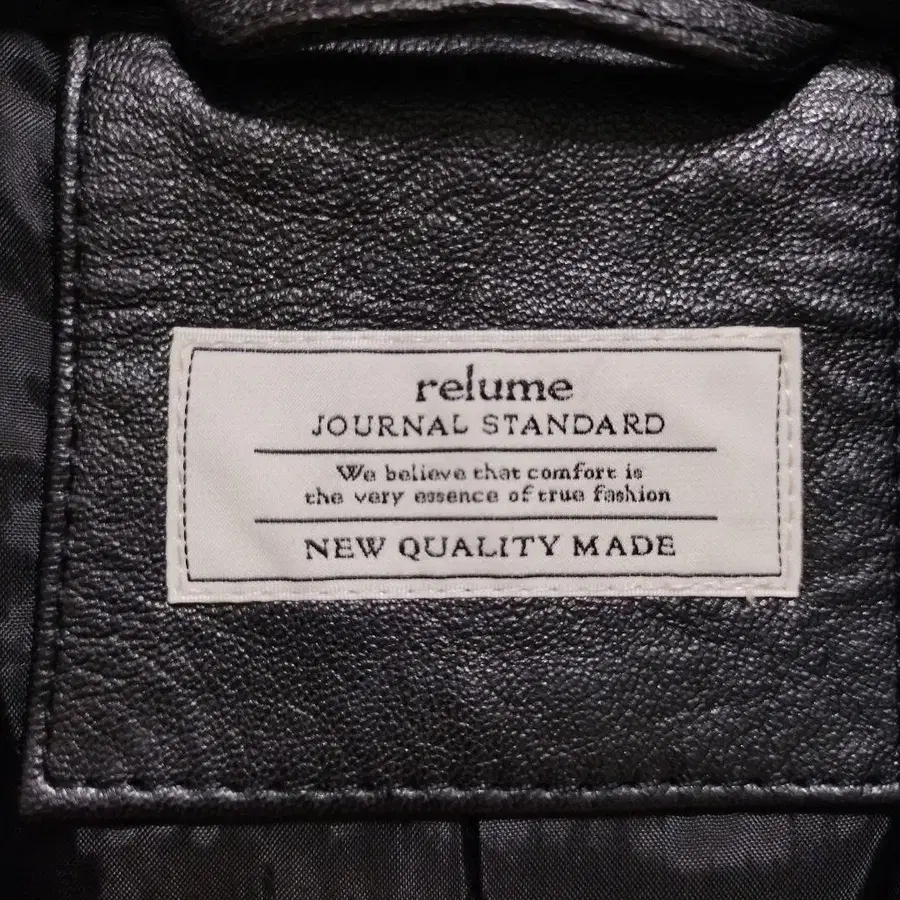 relume
JOURNAL STANDARD
We believe that comfort is
the very essence of true fashion
NEW QUALITY MADE